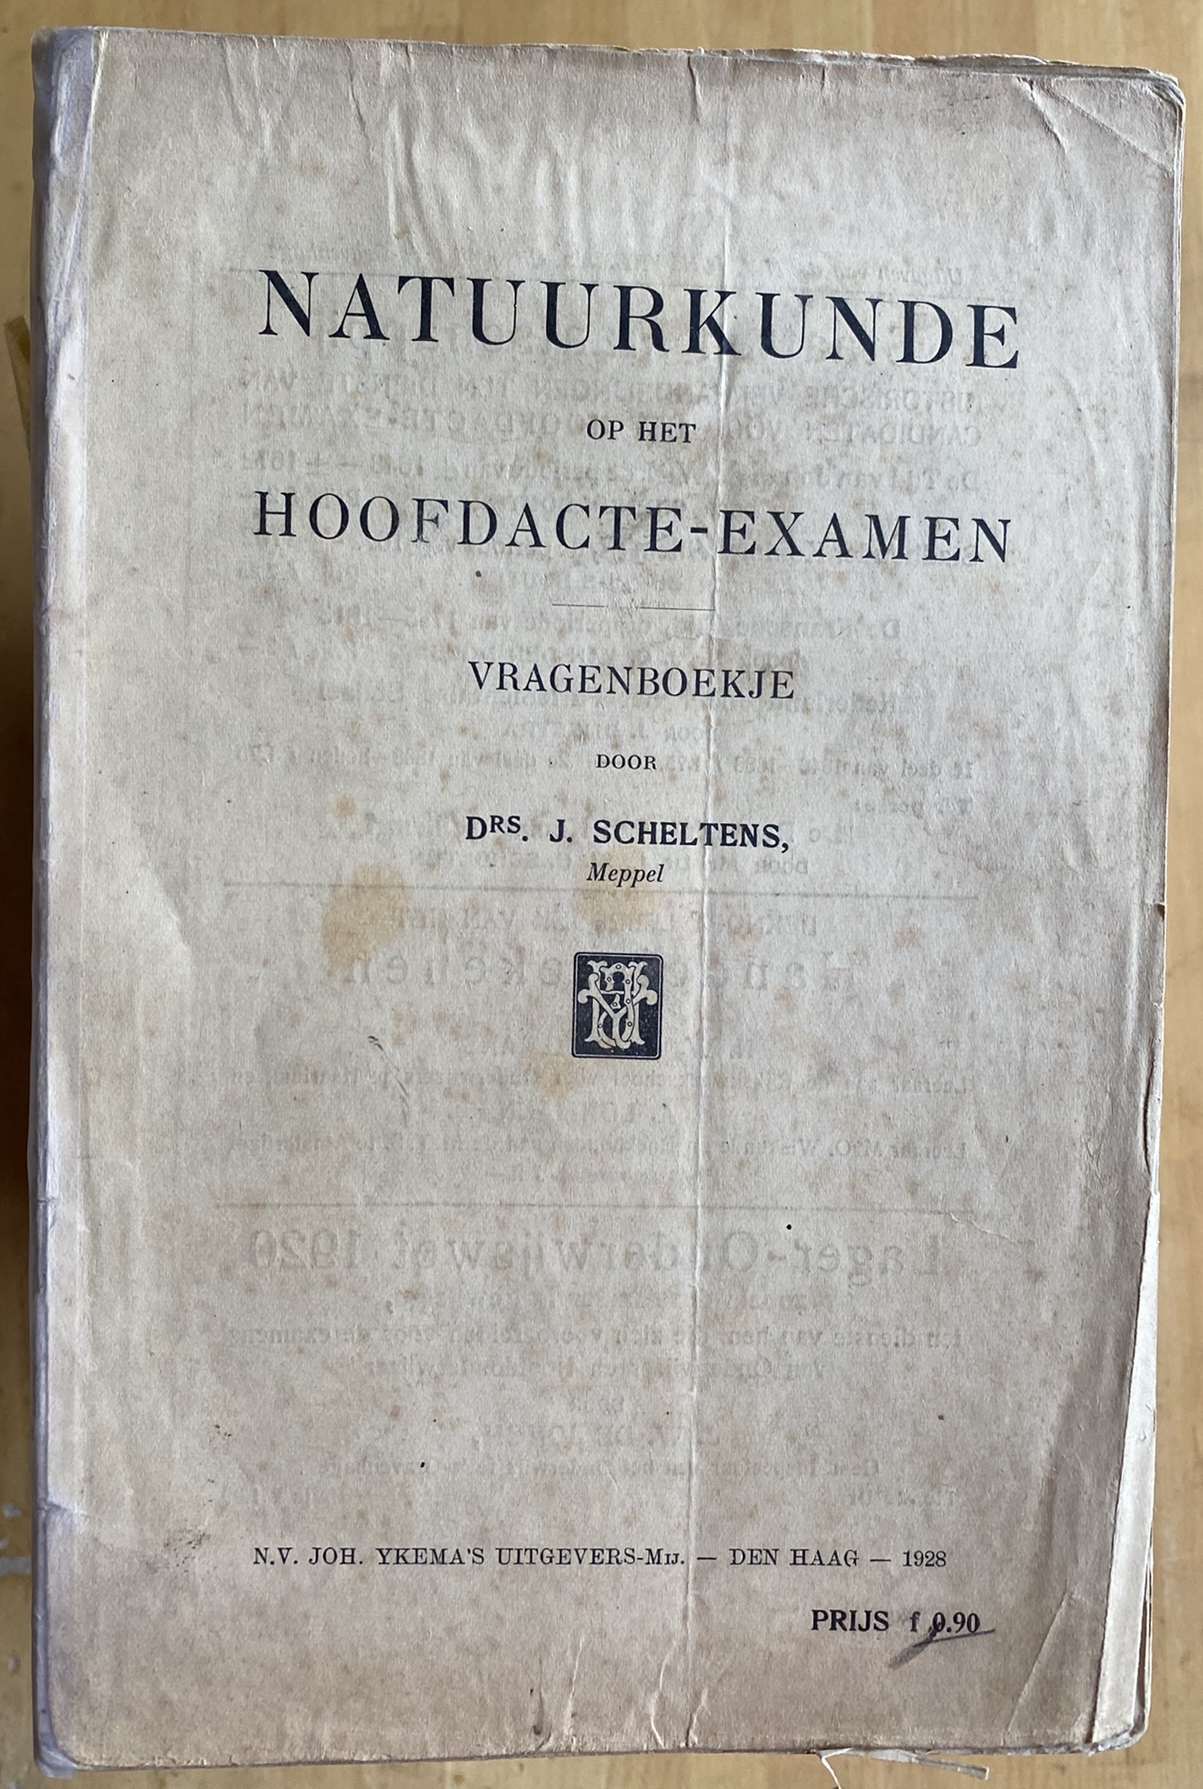 NATUURKUNDE
OP HET
HOOFDACTE-EXAMEN
VRAGENBOEKJE
DOOR
DRS. J. SCHELTENS,
Meppel
N.V. JOH. YKEMA'S UITGEVERS-MIJ. — DEN HAAG — 1928
PRIJS f 0.90